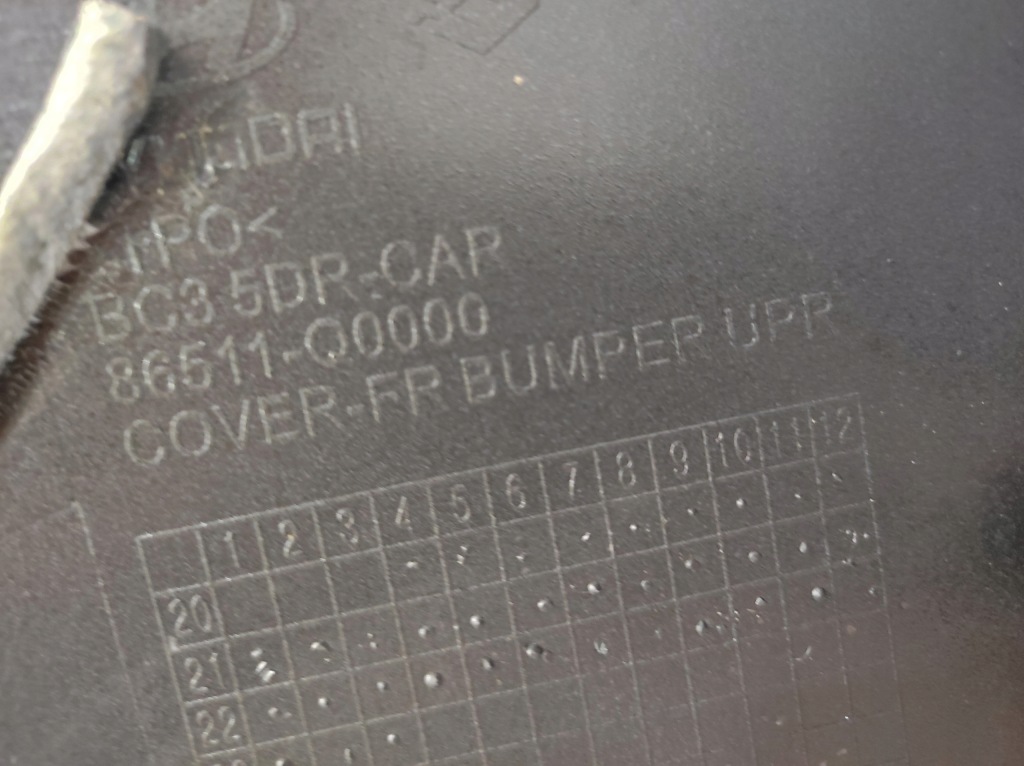 >TPO<
BC3 5DR-CAR
86511-Q0000
COVER-FR BUMPER UPR
1 2 3 4 5 6 7 8 9 10 11 12
20
21
22